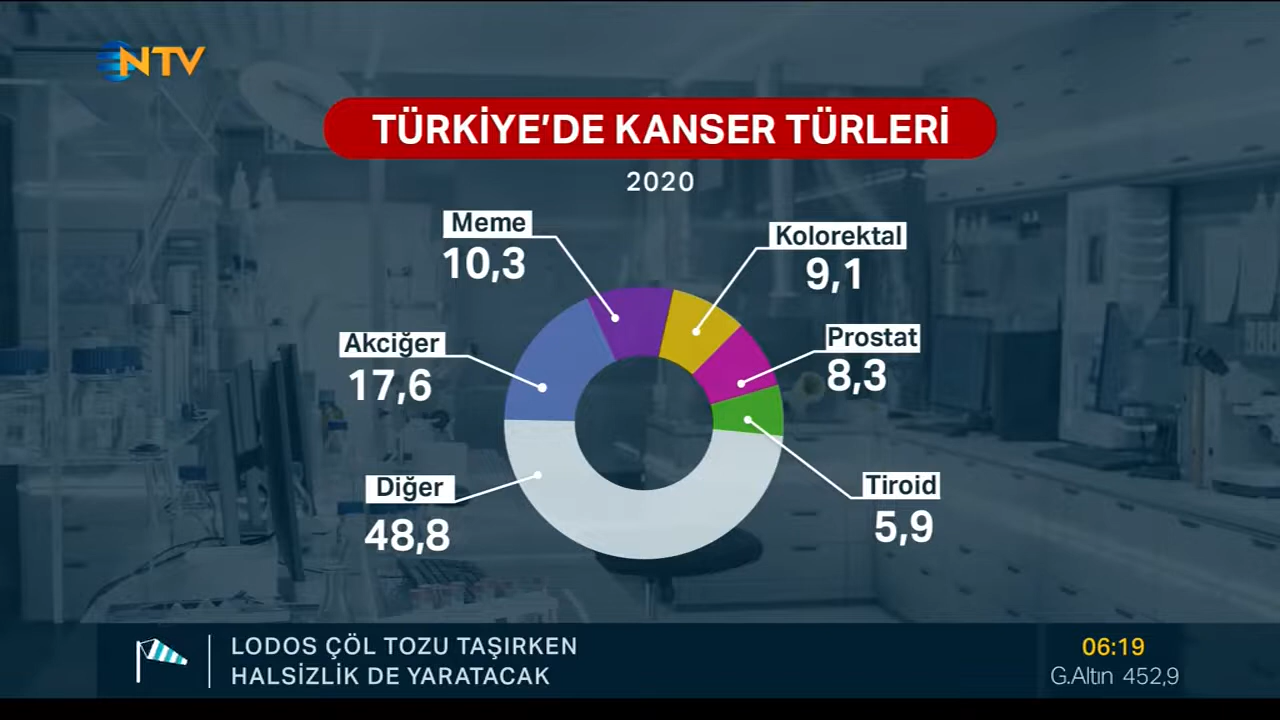 NTV
TÜRKİYE'DE KANSER TÜRLERİ
2020
Meme
10,3
Kolorektal
9,1
Akciğer
17,6
Prostat
8,3
Diğer
48,8
Tiroid
5,9
LODOS ÇÖL TOZU TAŞIRKEN
HALSİZLİK DE YARATACAK
06:19
G.Altın 452,9